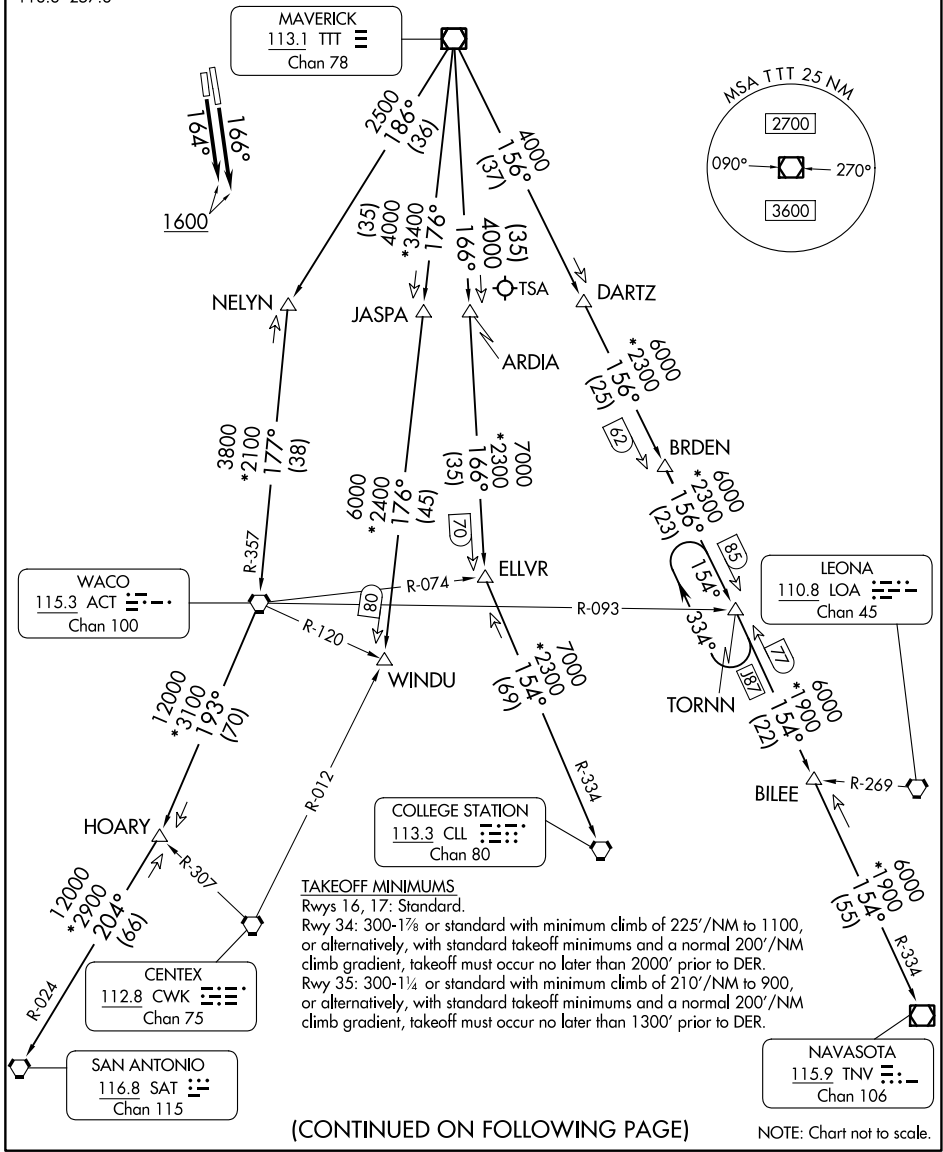 MAVERICK
113.1 TTT
Chan 78
164°
166°
1600
MSA TTT 25 NM
2700
090°
270°
3600
2500
186°
(36)
(35)
4000
*3400
176°
166°
4000
(35)
4000
156°
(37)
TSA
NELYN
JASPA
ARDIA
DARTZ
6000
*2300
156°
(25)
62
BRDEN
3800
*2100
177°
(38)
6000
*2400
176°
(45)
7000
*2300
166°
(35)
70
6000
*2300
156°
(23)
85
R-357
WACO
115.3 ACT
Chan 100
R-074
ELLVR
80
R-093
R-120
WINDU
154°
334°
TORNN
J87
77
LEONA
110.8 LOA
Chan 45
12000
*3100
193°
(70)
7000
*2300
154°
(69)
6000
*1900
154°
(22)
BILEE
R-269
R-012
R-334
HOARY
R-307
COLLEGE STATION
113.3 CLL
Chan 80
12000
*2900
204°
(66)
R-024
6000
*1900
154°
(55)
R-334
CENTEX
112.8 CWK
Chan 75
TAKEOFF MINIMUMS
Rwys 16, 17: Standard.
Rwy 34: 300-1⅞ or standard with minimum climb of 225'/NM to 1100,
or alternatively, with standard takeoff minimums and a normal 200'/NM
climb gradient, takeoff must occur no later than 2000' prior to DER.
Rwy 35: 300-1¼ or standard with minimum climb of 210'/NM to 900,
or alternatively, with standard takeoff minimums and a normal 200'/NM
climb gradient, takeoff must occur no later than 1300' prior to DER.
SAN ANTONIO
116.8 SAT
Chan 115
NAVASOTA
115.9 TNV
Chan 106
(CONTINUED ON FOLLOWING PAGE)
NOTE: Chart not to scale.